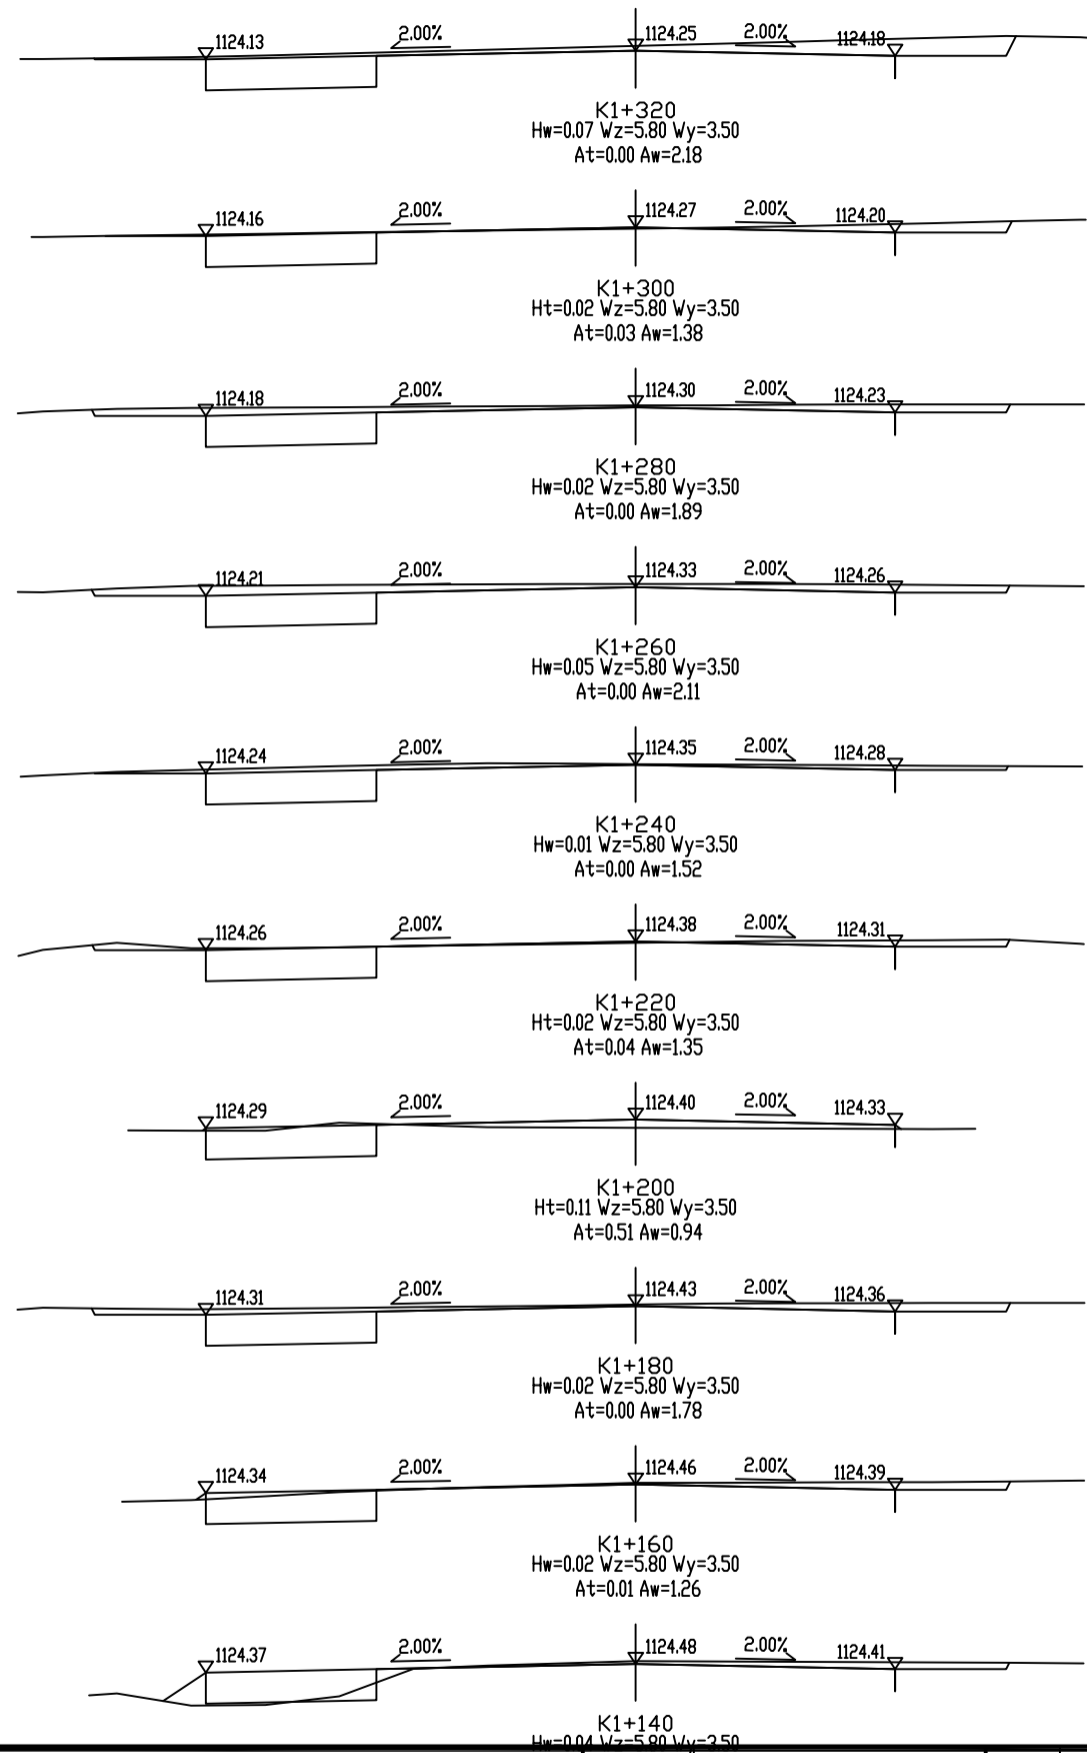 1124.13 2.00% 1124.25 2.00% 1124.18
K1+320
Hw=0.07 Wz=5.80 Wy=3.50
At=0.00 Aw=2.18
1124.16 2.00% 1124.27 2.00% 1124.20
K1+300
Ht=0.02 Wz=5.80 Wy=3.50
At=0.03 Aw=1.38
1124.18 2.00% 1124.30 2.00% 1124.23
K1+280
Hw=0.02 Wz=5.80 Wy=3.50
At=0.00 Aw=1.89
1124.21 2.00% 1124.33 2.00% 1124.26
K1+260
Hw=0.05 Wz=5.80 Wy=3.50
At=0.00 Aw=2.11
1124.24 2.00% 1124.35 2.00% 1124.28
K1+240
Hw=0.01 Wz=5.80 Wy=3.50
At=0.00 Aw=1.52
1124.26 2.00% 1124.38 2.00% 1124.31
K1+220
Ht=0.02 Wz=5.80 Wy=3.50
At=0.04 Aw=1.35
1124.29 2.00% 1124.40 2.00% 1124.33
K1+200
Ht=0.11 Wz=5.80 Wy=3.50
At=0.51 Aw=0.94
1124.31 2.00% 1124.43 2.00% 1124.36
K1+180
Hw=0.02 Wz=5.80 Wy=3.50
At=0.00 Aw=1.78
1124.34 2.00% 1124.46 2.00% 1124.39
K1+160
Hw=0.02 Wz=5.80 Wy=3.50
At=0.01 Aw=1.26
1124.37 2.00% 1124.48 2.00% 1124.41
K1+140
Hw=0.04 Wz=5.80 Wy=3.50